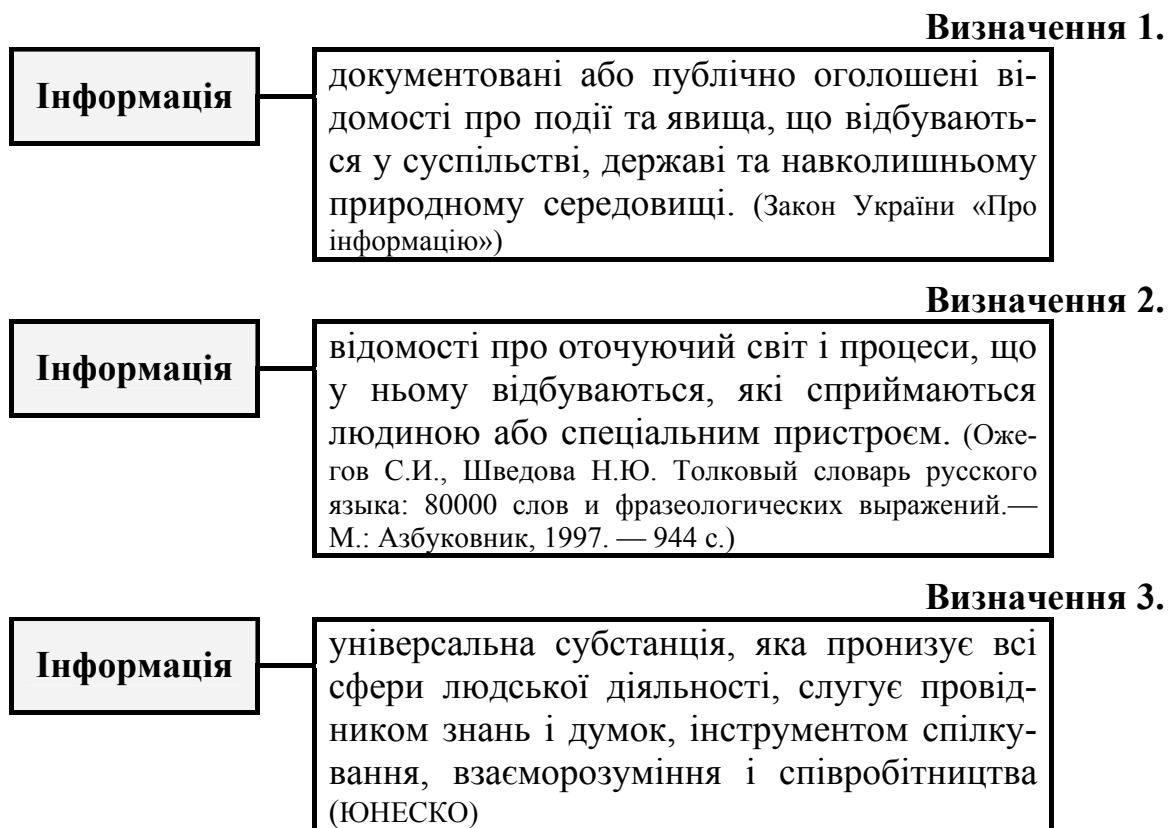 Визначення 1.
Інформація
документовані або публічно оголошені ві-
домості про події та явища, що відбувають-
ся у суспільстві, державі та навколишньому
природному середовищі. (Закон України «Про
інформацію»)
Визначення 2.
Інформація
відомості про оточуючий світ і процеси, що
у ньому відбуваються, які сприймаються
людиною або спеціальним пристроєм. (Оже-
гов С.И., Шведова Н.Ю. Толковый словарь русского
языка: 80000 слов и фразеологических выражений.—
М.: Азбуковник, 1997. — 944 с.)
Визначення 3.
Інформація
універсальна субстанція, яка пронизує всі
сфери людської діяльності, слугує провід-
ником знань і думок, інструментом спілку-
вання, взаєморозуміння і співробітництва
(ЮНЕСКО)